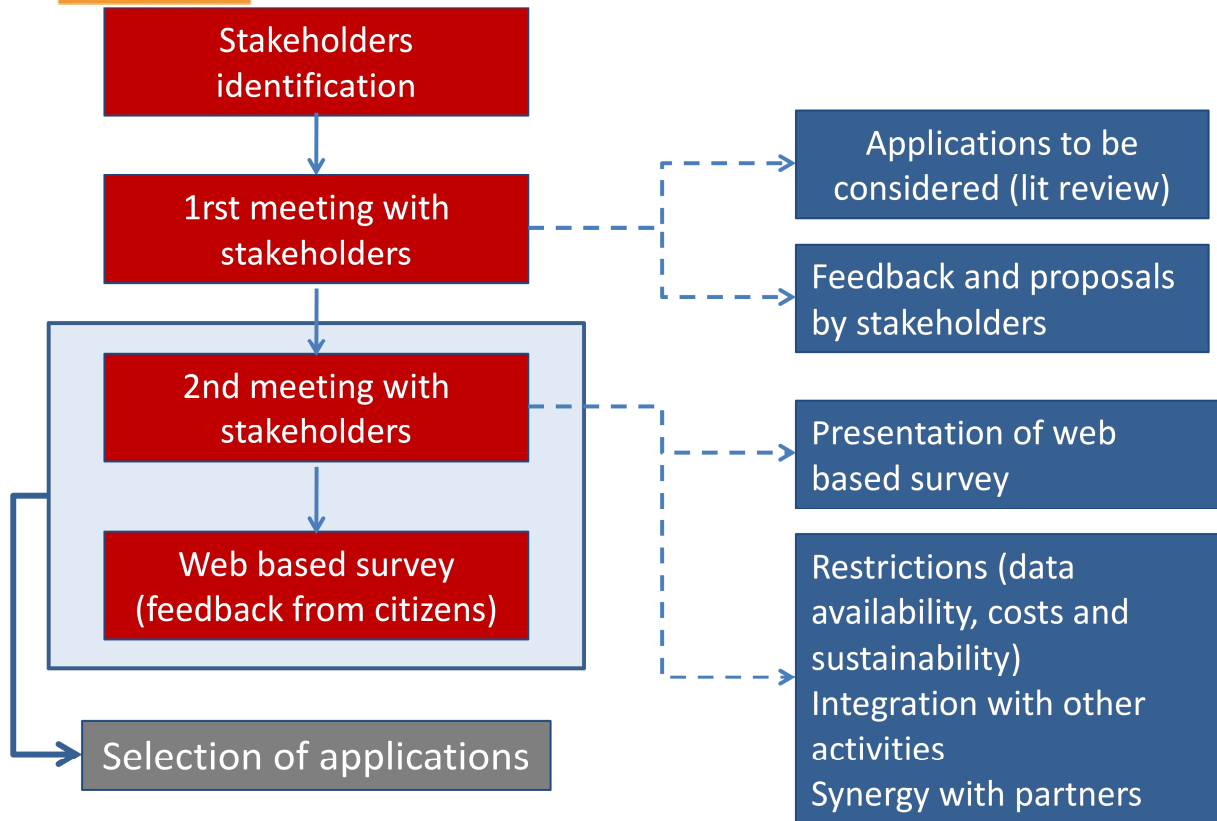 Stakeholders
identification
1rst meeting with
stakeholders
Applications to be
considered (lit review)
Feedback and proposals
by stakeholders
2nd meeting with
stakeholders
Presentation of web
based survey
Web based survey
(feedback from citizens)
Restrictions (data
availability, costs and
sustainability)
Integration with other
activities
Synergy with partners
Selection of applications